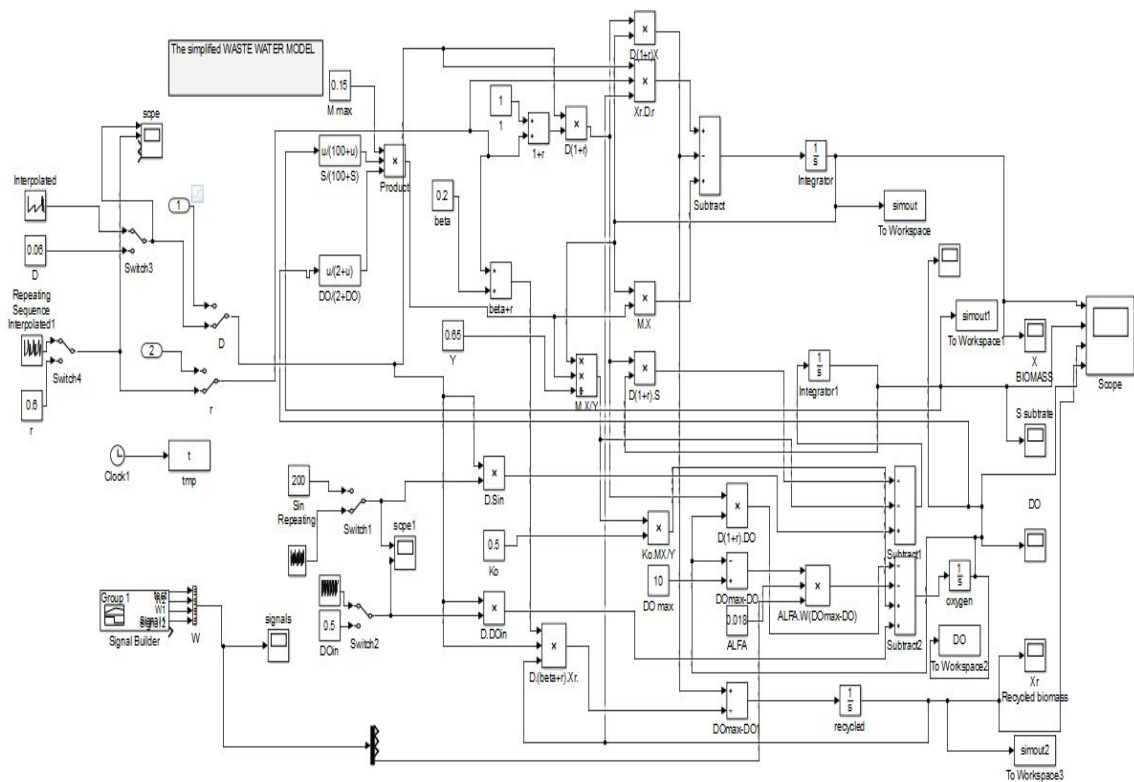 The simplified WASTE WATER MODEL
scpe
Interpolated
1
0.06
D
Switch3
Repeating
Sequence
Interpolated1
Switch4
0.6
r
2
D
r
Clock1
t
tmp
0.15
M max
u/(100+u)
S/(100+S)
×
Product
u/(2+u)
DO/(2+DO)
1
1
+
+
1+r
×
D(1+r)
0.2
beta
+
+
beta+r
0.65
Y
×
D(1+r)X
×
Xr.D.r
+
−
+
Subtract
1
s
Integrator
simout
To Workspace
×
M.X
×
×
M.X/Y
×
D(1+r).S
1
s
Integrator1
simout1
To Workspace1
X
BIOMASS
Scope
S subtrate
DO
200
Sin
Repeating
Switch1
scpe1
×
D.Sin
0.5
Ko
×
Ko.MX/Y
×
D(1+r).DO
−
−
+
Subtract1
10
DO max
−
+
DOmax-DO
0.018
ALFA
×
ALFA.W(DOmax-DO)
−
−
+
+
Subtract2
1
s
oxygen
DO
To Workspace2
0.5
DOin
Switch2
×
D.DOin
×
D.(beta+r).Xr.
+
−
DOmax-DO1
1
s
recycled
Xr
Recycled biomass
simout2
To Workspace3
Group 1
Signal Builder
W
signals